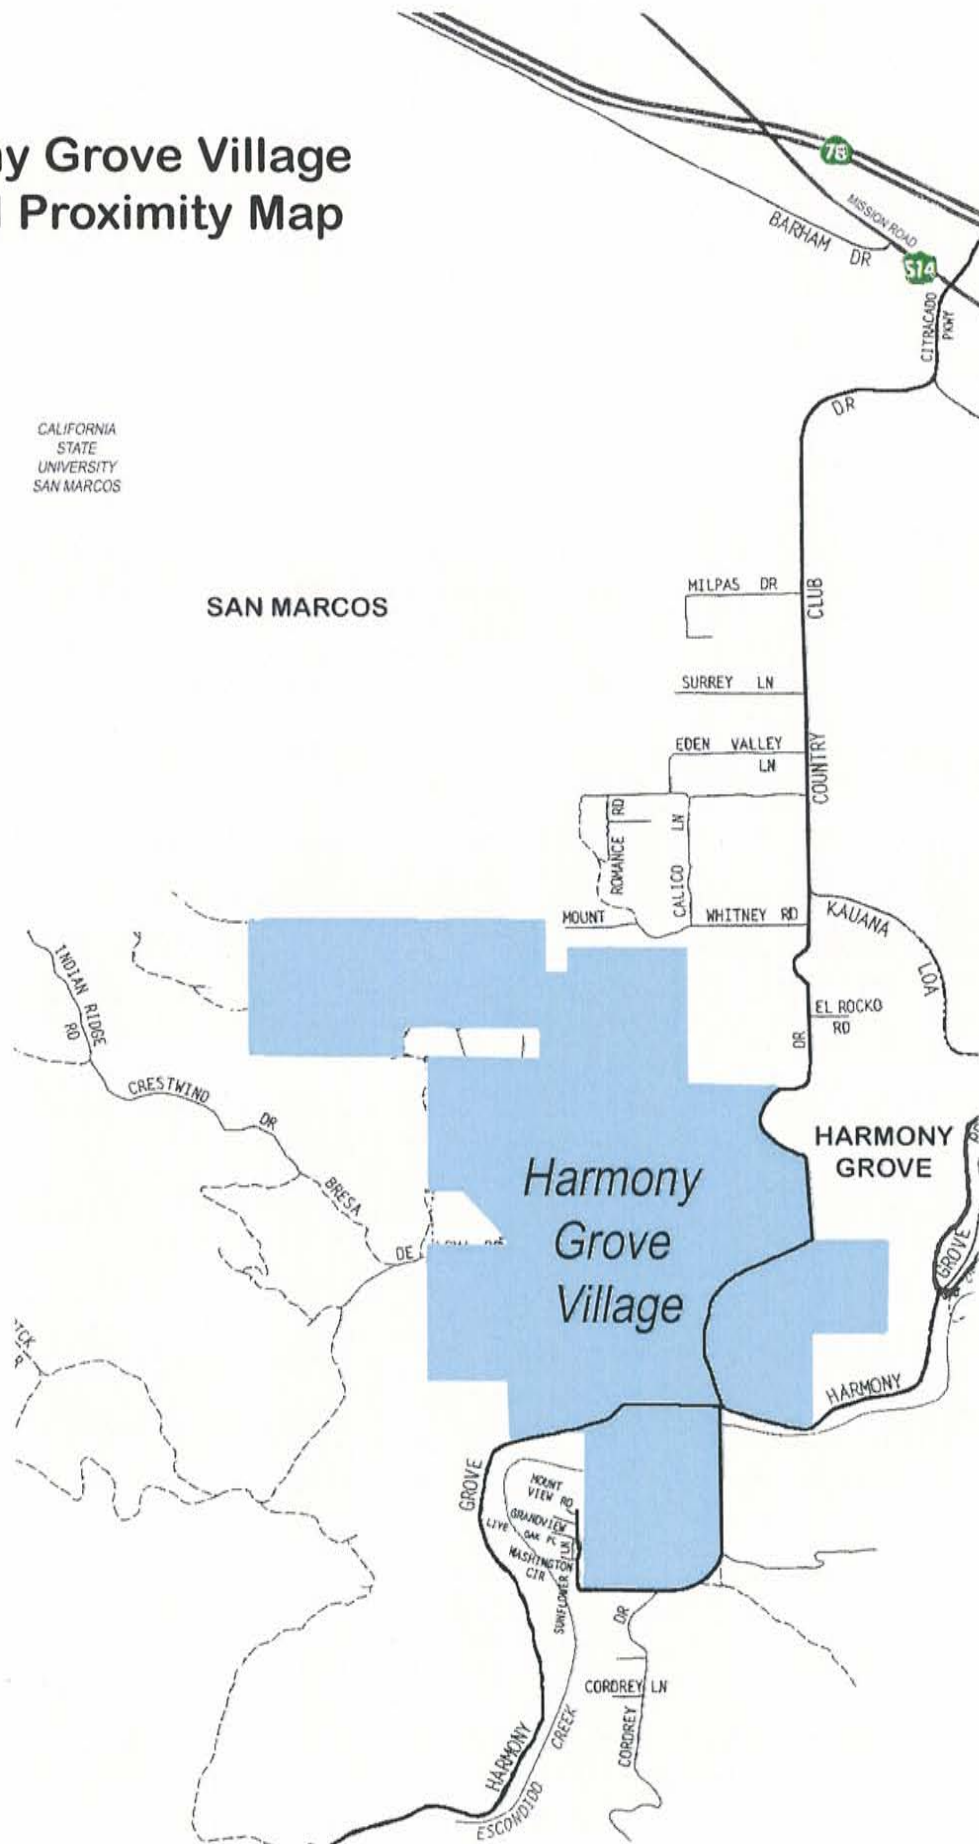 y Grove Village
Proximity Map
78
MISSION ROAD
BARHAM DR
S14
CITRACADO
PKWY
DR
CALIFORNIA
STATE
UNIVERSITY
SAN MARCOS
SAN MARCOS
MILPAS DR
CLUB
SURREY LN
EDEN VALLEY
LN
COUNTRY
ROMANCE RD
CALICO LN
MOUNT
WHITNEY RD
KAUANA
LOA
INDIAN RIDGE
RD
EL ROCKO
RD
DR
CRESTWIND
DR
HARMONY
GROVE
BRESA
DE
Harmony
Grove
Village
GROVE
HARMONY
GROVE
MOUNT
VIEW RD
GRANDVIEW
LIVE
OAK PL
WASHINGTON
CIR
SUNFLOWER LN
DR
CORDREY LN
CORDREY
HARMONY
CREEK
ESCONDIDO